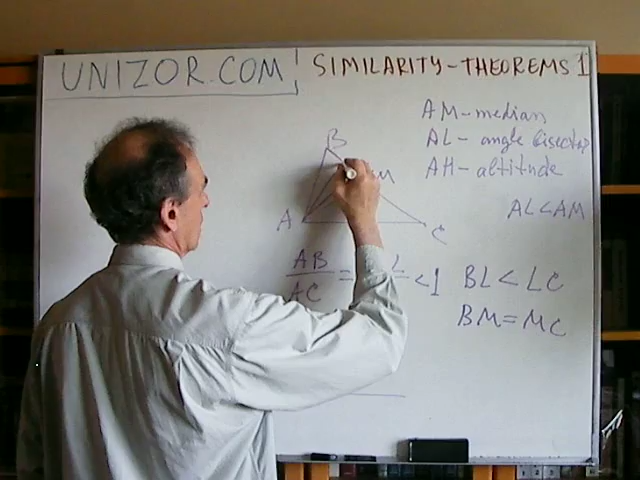 UNIZOR.COM
SIMILARITY-THEOREMS 1
AM-median
AL- angle bisector
AH-altitude
AL<AM
B
M
A
C
AB
AC
=
L
<1
BL<LC
BM=MC